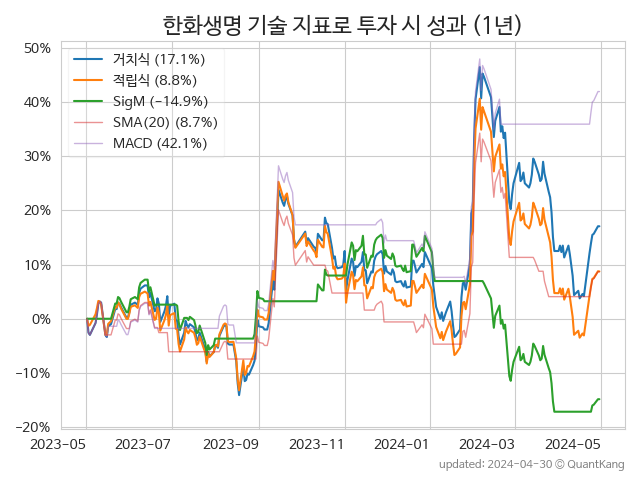 한화생명 기술 지표로 투자 시 성과 (1년)
50%
40%
30%
20%
10%
0%
−10%
−20%
거치식 (17.1%)
적립식 (8.8%)
SigM (−14.9%)
SMA(20) (8.7%)
MACD (42.1%)
2023-05 2023-07 2023-09 2023-11 2024-01 2024-03 2024-05
updated: 2024-04-30 ⓒ QuantKang